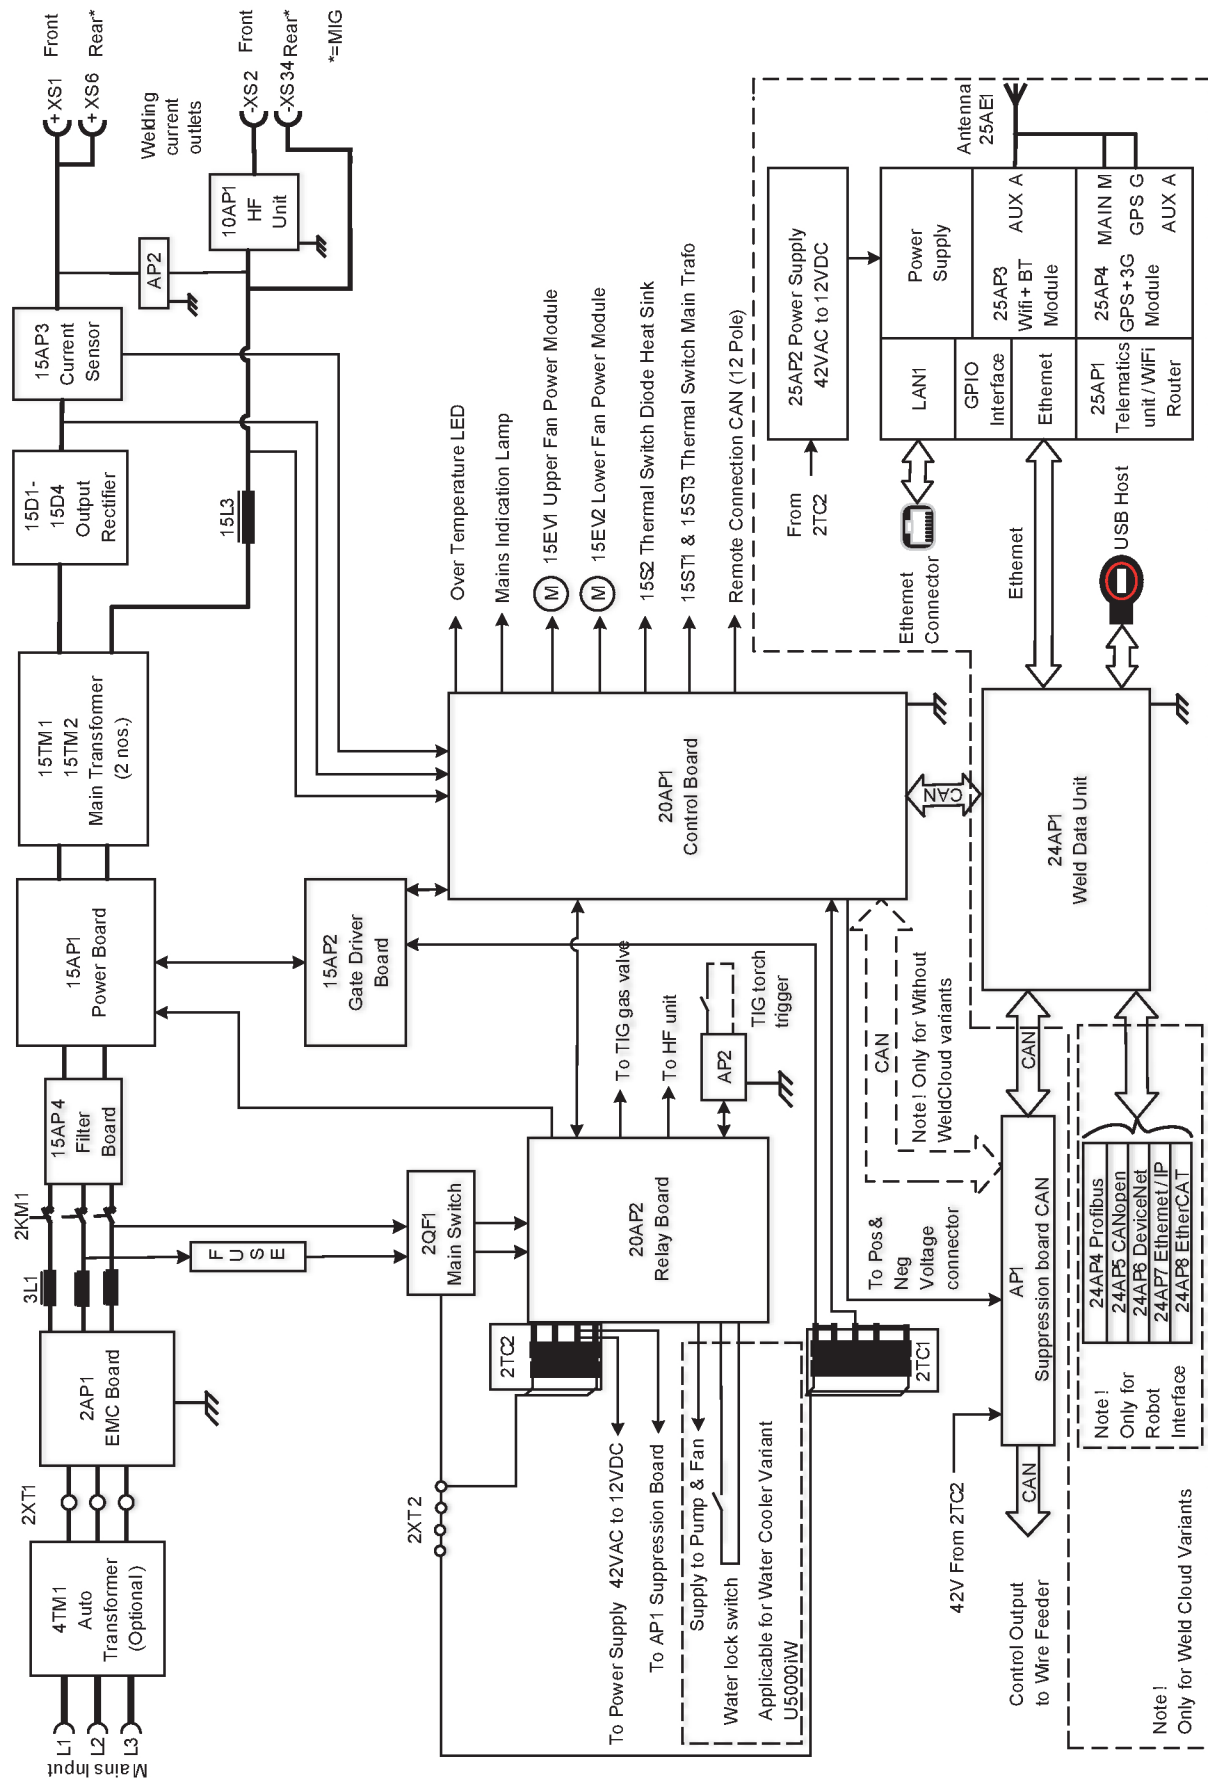 Mains Input
L1
L2
L3
4TM1
Auto
Transformer
(Optional)
2XT1
2AP1
EMC Board
3L1
2KM1
15AP4
Filter
Board
15AP1
Power Board
15TM1
15TM2
Main Transformer
(2 nos.)
15D1-
15D4
Output
Rectifier
15AP3
Current
Sensor
+XS1 Front
+XS6 Rear*
Welding
current
outlets
-XS2 Front
-XS34 Rear*
*=MIG
AP2
10AP1
HF
Unit
15L3
FUSE
2QF1
Main Switch
15AP2
Gate Driver
Board
Over Temperature LED
Mains Indication Lamp
M
15EV1 Upper Fan Power Module
M
15EV2 Lower Fan Power Module
15S2 Thermal Switch Diode Heat Sink
15ST1 & 15ST3 Thermal Switch Main Trafo
Remote Connection CAN (12 Pole)
20AP1
Control Board
2XT2
2TC2
20AP2
Relay Board
To TIG gas valve
To HF unit
AP2
TIG torch
trigger
To Power Supply 42VAC to 12VDC
To AP1 Suppression Board
Supply to Pump & Fan
Water lock switch
Applicable for Water Cooler Variant
U5000iW
2TC1
To Pos &
Neg
Voltage
connector
CAN
Note! Only for Without
WeldCloud variants
CAN
42V From 2TC2
AP1
Suppression board CAN
CAN
CAN
Control Output
to Wire Feeder
24AP1
Weld Data Unit
Ethernet
USB Host
Ethernet
Connector
From
2TC2
25AP2 Power Supply
42VAC to 12VDC
Antenna
25AE1
LAN1
Power
Supply
GPIO
Interface
Ethernet
25AP3
Wifi+ BT
Module
AUX A
25AP1
Telematics
unit / WiFi
Router
25AP4
GPS+3G
Module
MAIN M
GPS G
AUX A
Note!
Only for
Robot
Interface
24AP4 Profibus
24AP5 CANopen
24AP6 DeviceNet
24AP7 Ethernet / IP
24AP8 EtherCAT
Note!
Only for Weld Cloud Variants